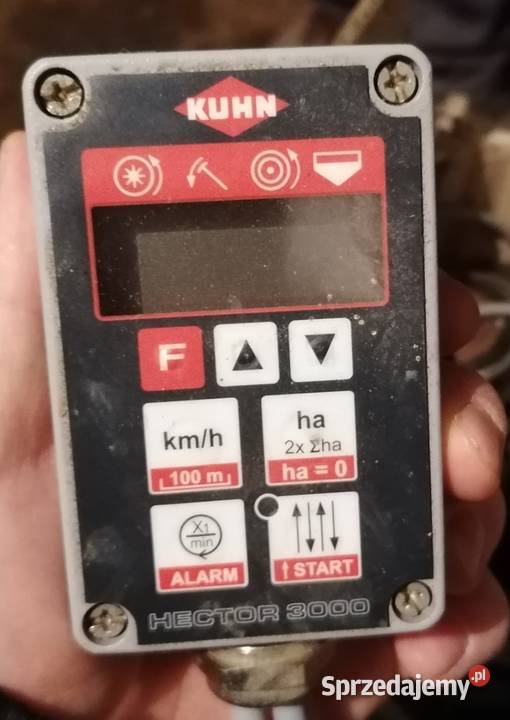 KUHN
F
km/h
100 m
ha
2x Σha
ha = 0
X1
min
ALARM
START
HECTOR 3000
Sprzedajemy.pl